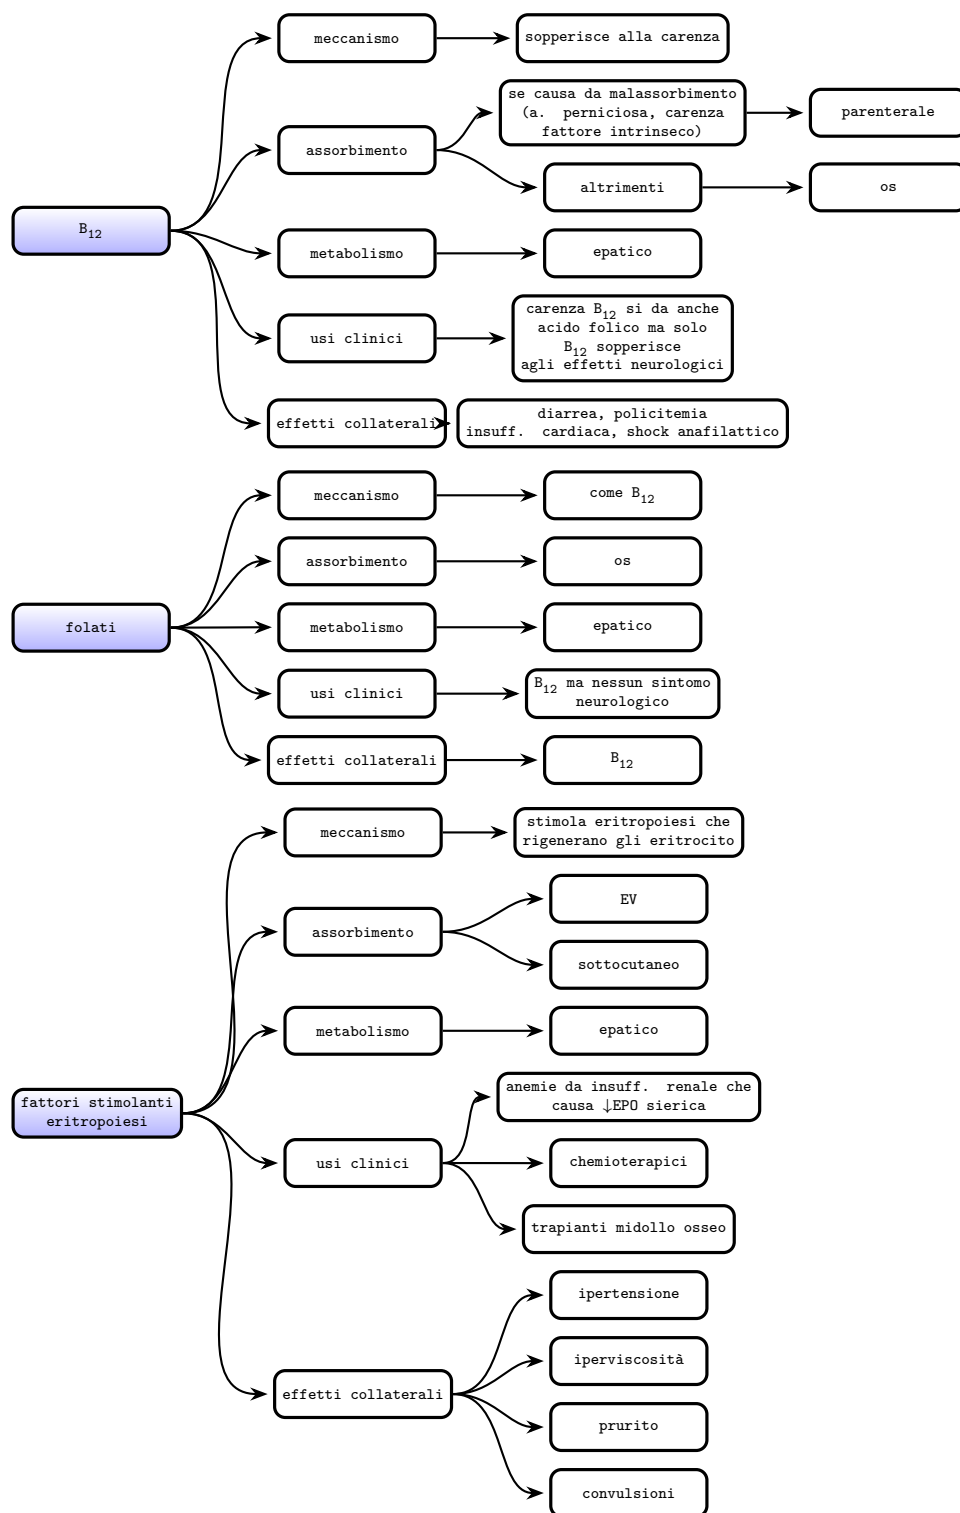 B12
meccanismo
sopperisce alla carenza
assorbimento
se causa da malassorbimento
(a. perniciosa, carenza
fattore intrinseco)
parenterale
altrimenti
os
metabolismo
epatico
usi clinici
carenza B12 si da anche
acido folico ma solo
B12 sopperisce
agli effetti neurologici
effetti collaterali
diarrea, policitemia
insuff. cardiaca, shock anafilattico
folati
meccanismo
come B12
assorbimento
os
metabolismo
epatico
usi clinici
B12 ma nessun sintomo
neurologico
effetti collaterali
B12
fattori stimolanti
eritropoiesi
meccanismo
stimola eritropoiesi che
rigenerano gli eritrocito
assorbimento
EV
sottocutaneo
metabolismo
epatico
usi clinici
anemie da insuff. renale che
causa ↓EPO sierica
chemioterapici
trapianti midollo osseo
effetti collaterali
ipertensione
iperviscosità
prurito
convulsioni